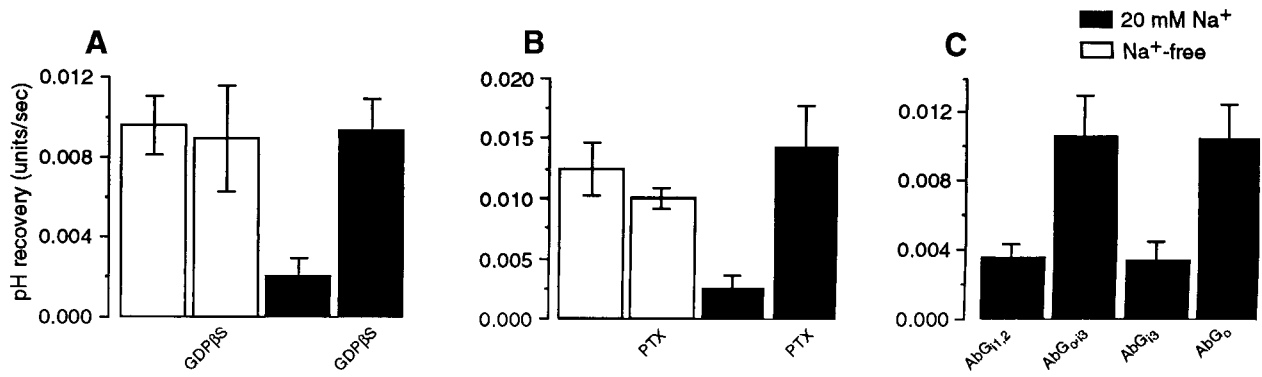 A
B
C
20 mM Na⁺
Na⁺-free
pH recovery (units/sec)
0.012
0.008
0.004
0.000
GDPβS
GDPβS
0.020
0.015
0.010
0.005
0.000
PTX
PTX
0.012
0.008
0.004
0.000
AbGi1,2
AbGo/i3
AbGi3
AbGo